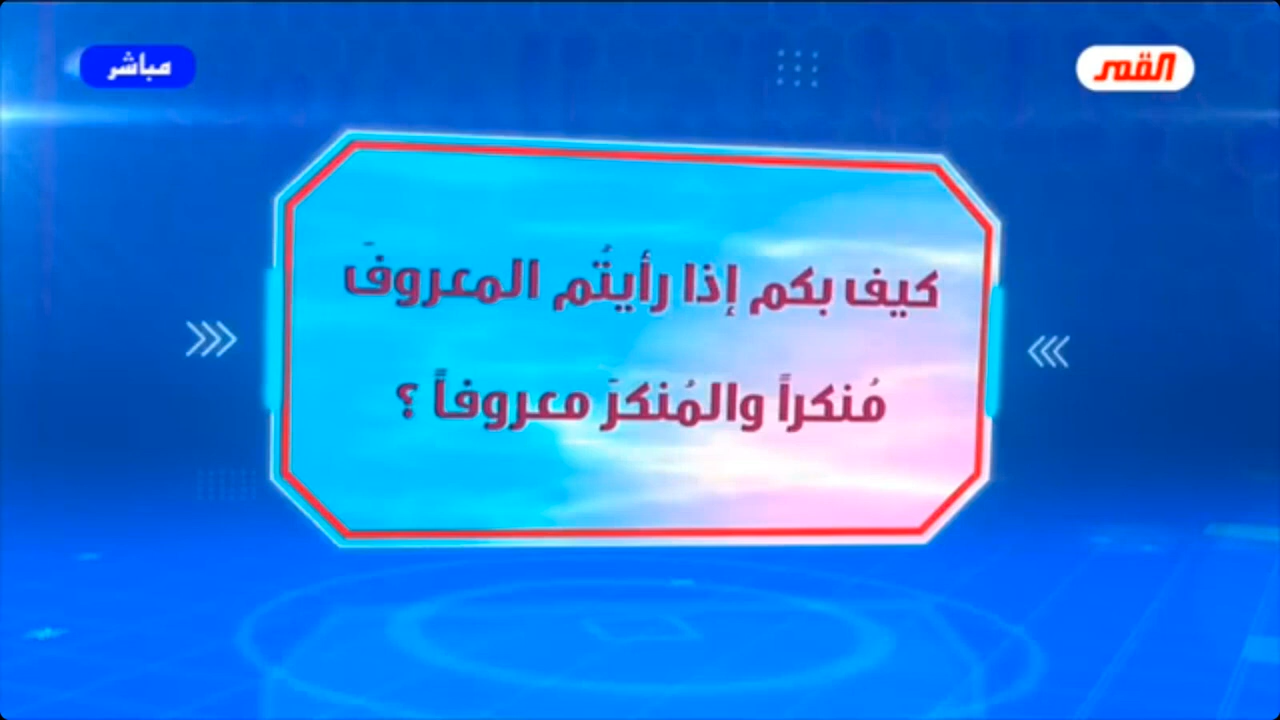 مباشر
القمر
كيف بكم إذا رأيتُم المعروفَ
مُنكراً والمُنكرَ معروفاً ؟